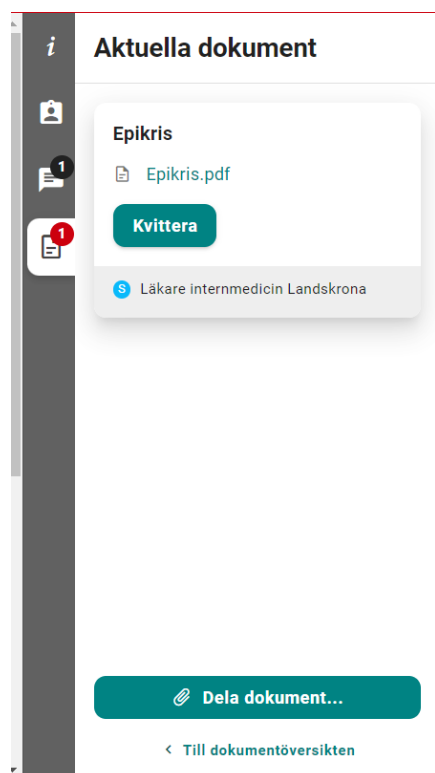 i
Aktuella dokument
Epikris
1
Epikris.pdf
1
Kvittera
S Läkare internmedicin Landskrona
Dela dokument...
< Till dokumentöversikten